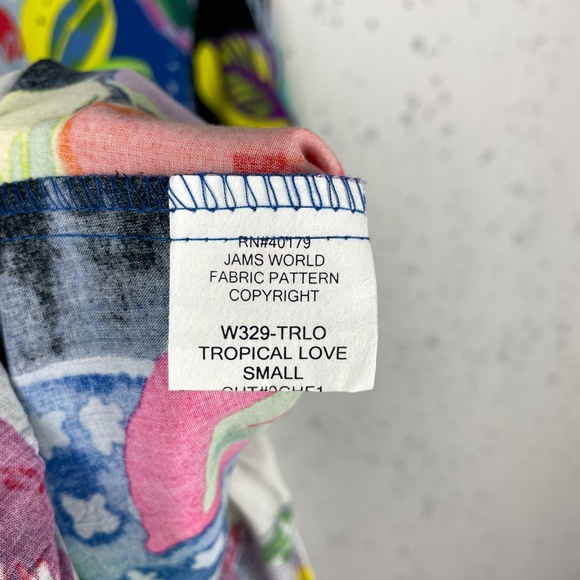 RN#40179
JAMS WORLD
FABRIC PATTERN
COPYRIGHT
W329-TRLO
TROPICAL LOVE
SMALL